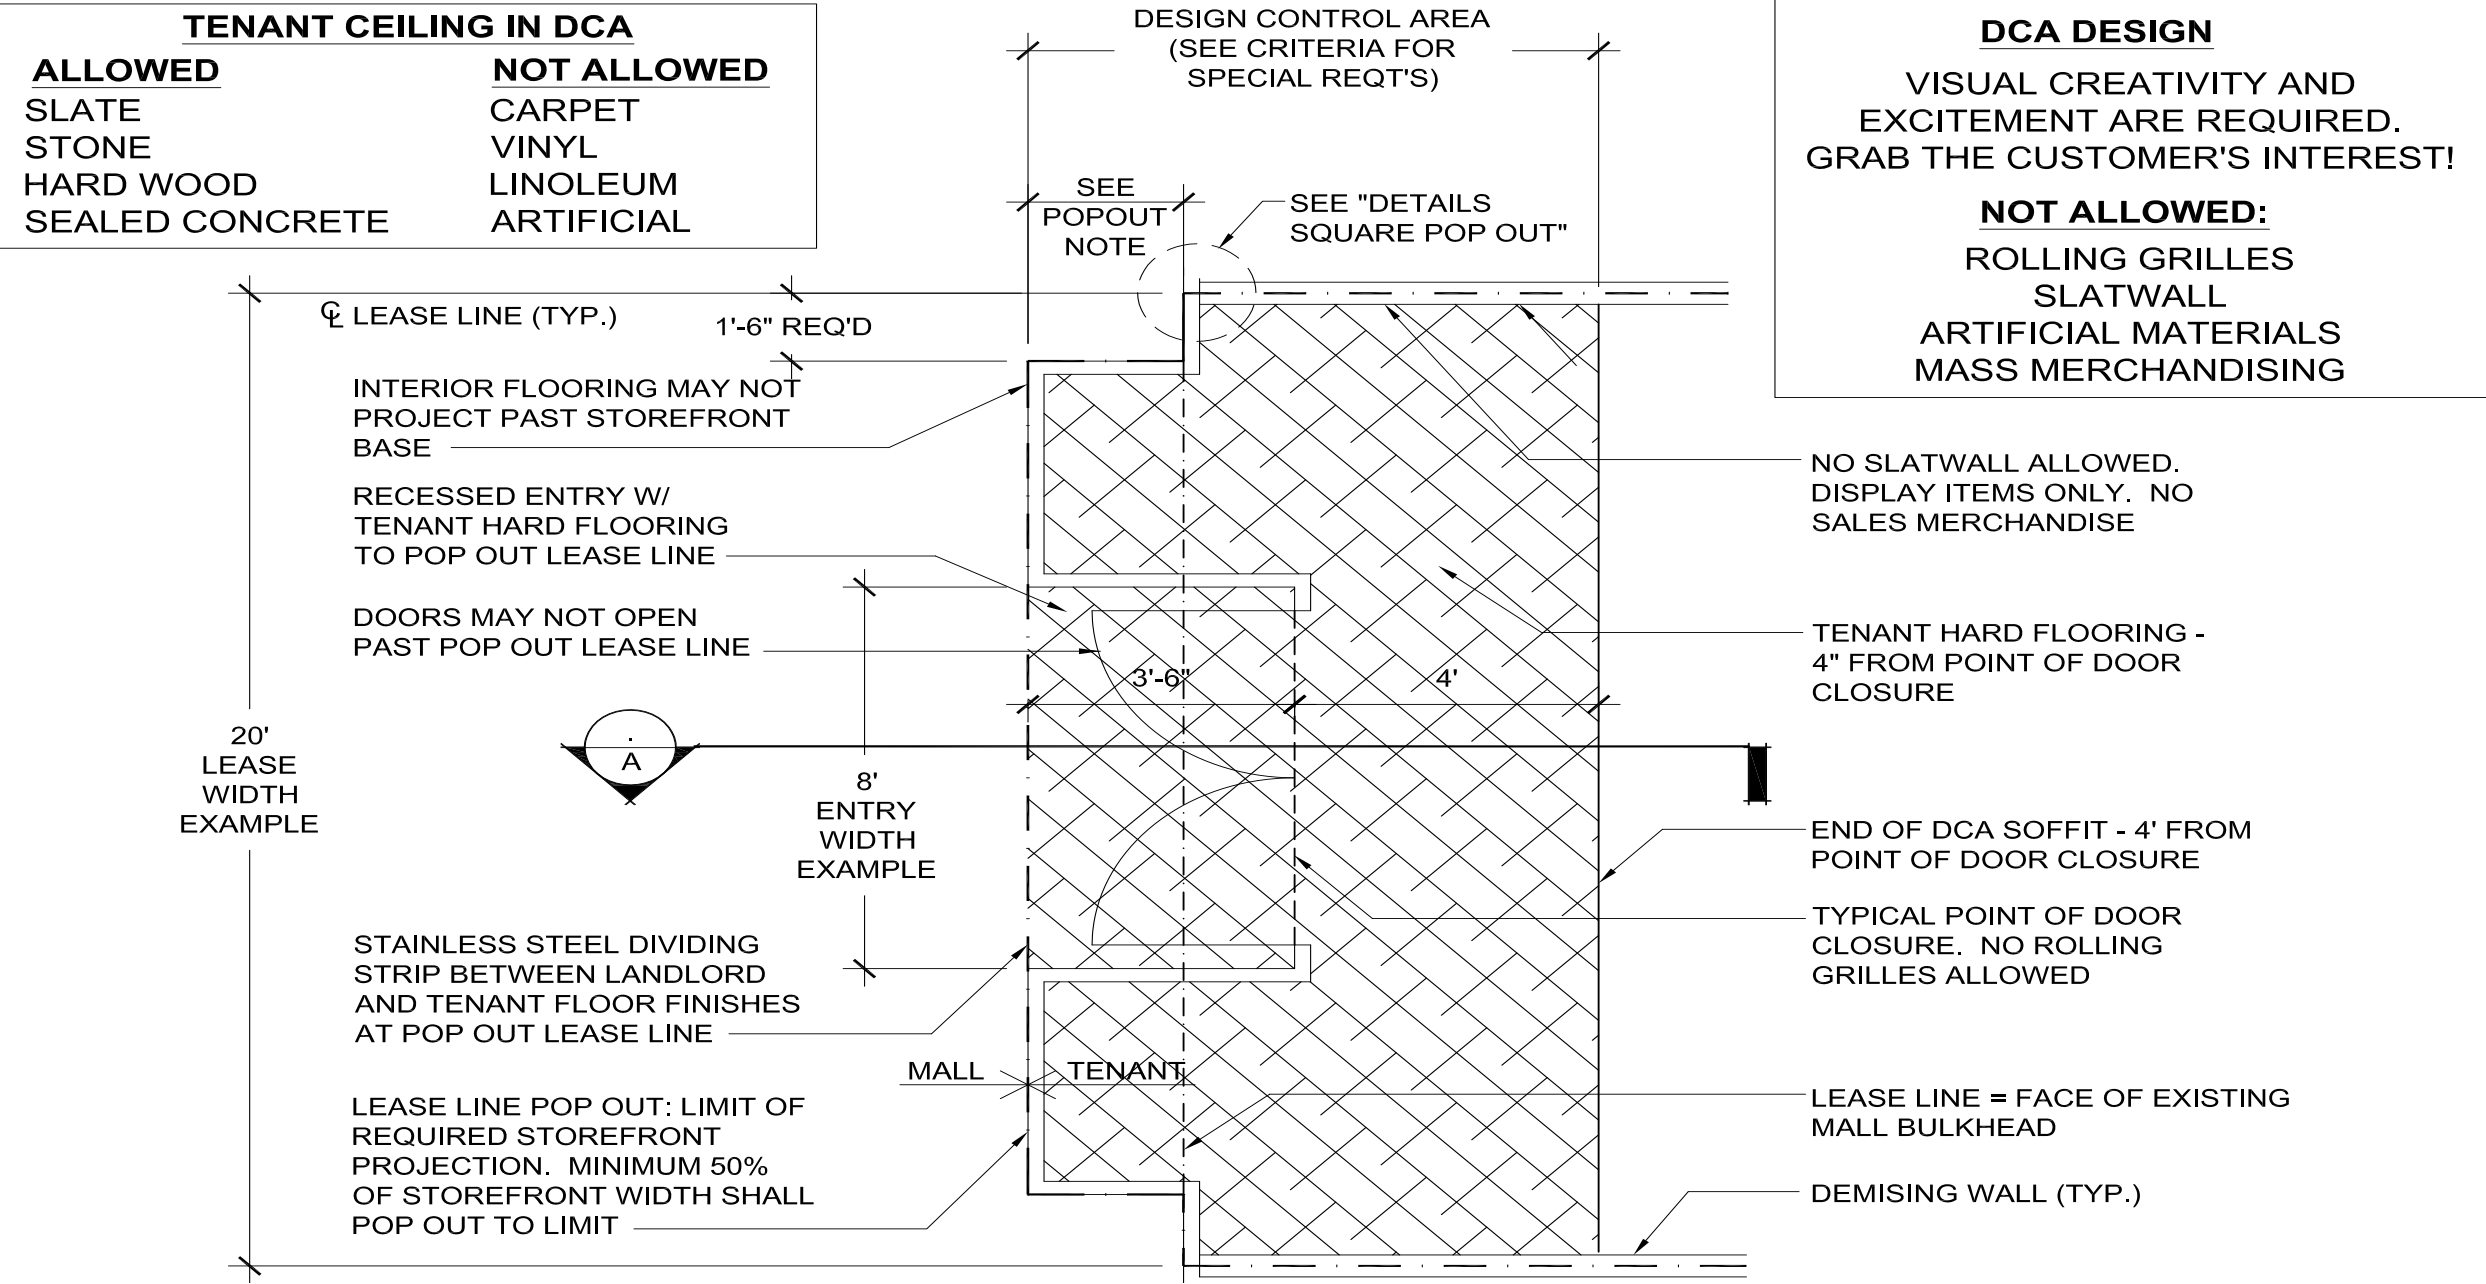 TENANT CEILING IN DCA
ALLOWED
SLATE
STONE
HARD WOOD
SEALED CONCRETE
NOT ALLOWED
CARPET
VINYL
LINOLEUM
ARTIFICIAL
DESIGN CONTROL AREA
(SEE CRITERIA FOR
SPECIAL REQT'S)
DCA DESIGN
VISUAL CREATIVITY AND
EXCITEMENT ARE REQUIRED.
GRAB THE CUSTOMER'S INTEREST!
NOT ALLOWED:
ROLLING GRILLES
SLATWALL
ARTIFICIAL MATERIALS
MASS MERCHANDISING
SEE
POPOUT
NOTE
SEE "DETAILS
SQUARE POP OUT"
℄ LEASE LINE (TYP.)
1'-6" REQ'D
INTERIOR FLOORING MAY NOT
PROJECT PAST STOREFRONT
BASE
RECESSED ENTRY W/
TENANT HARD FLOORING
TO POP OUT LEASE LINE
DOORS MAY NOT OPEN
PAST POP OUT LEASE LINE
20'
LEASE
WIDTH
EXAMPLE
A
8'
ENTRY
WIDTH
EXAMPLE
3'-6"
4'
STAINLESS STEEL DIVIDING
STRIP BETWEEN LANDLORD
AND TENANT FLOOR FINISHES
AT POP OUT LEASE LINE
MALL
TENANT
LEASE LINE POP OUT: LIMIT OF
REQUIRED STOREFRONT
PROJECTION. MINIMUM 50%
OF STOREFRONT WIDTH SHALL
POP OUT TO LIMIT
NO SLATWALL ALLOWED.
DISPLAY ITEMS ONLY. NO
SALES MERCHANDISE
TENANT HARD FLOORING -
4" FROM POINT OF DOOR
CLOSURE
END OF DCA SOFFIT - 4' FROM
POINT OF DOOR CLOSURE
TYPICAL POINT OF DOOR
CLOSURE. NO ROLLING
GRILLES ALLOWED
LEASE LINE = FACE OF EXISTING
MALL BULKHEAD
DEMISING WALL (TYP.)